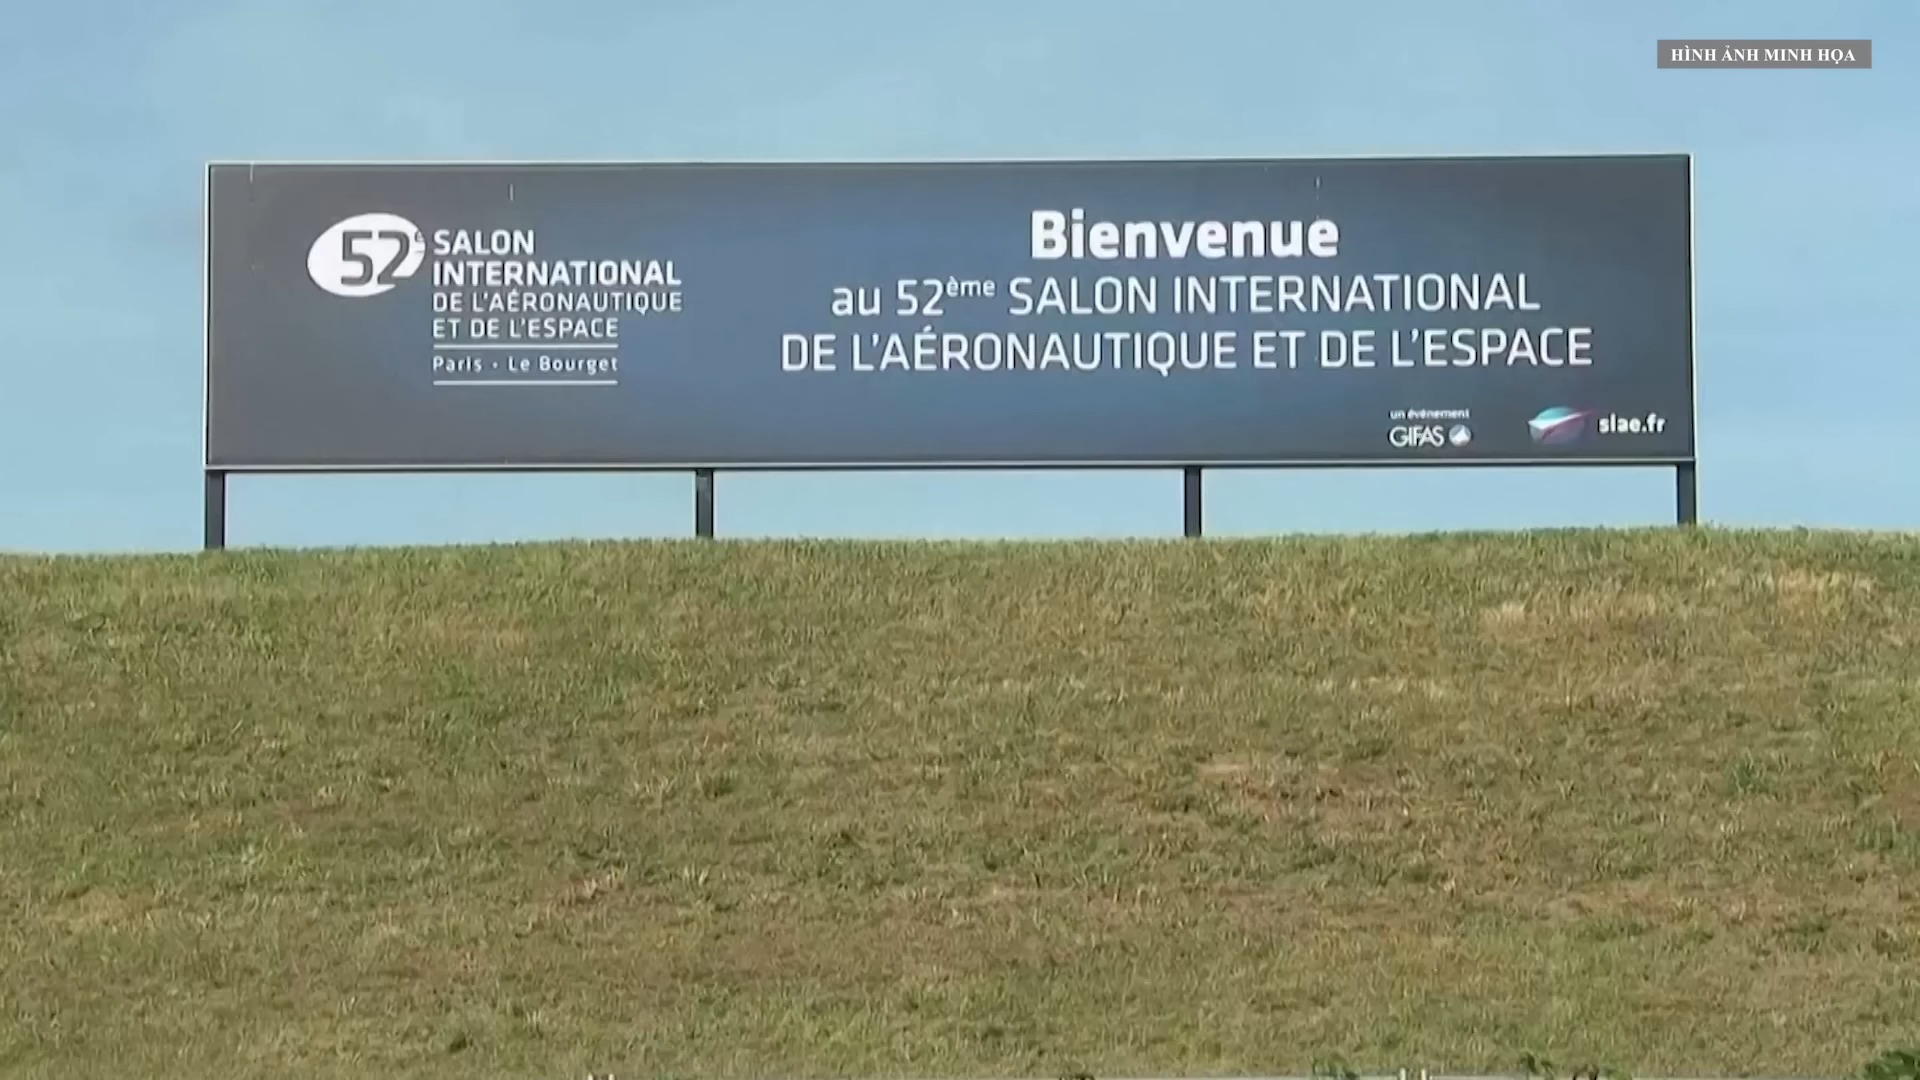 HÌNH ẢNH MINH HỌA
52e SALON
INTERNATIONAL
DE L'AÉRONAUTIQUE
ET DE L'ESPACE
Paris • Le Bourget
Bienvenue
au 52ème SALON INTERNATIONAL
DE L'AÉRONAUTIQUE ET DE L'ESPACE
un événement
GIFAS
siae.fr